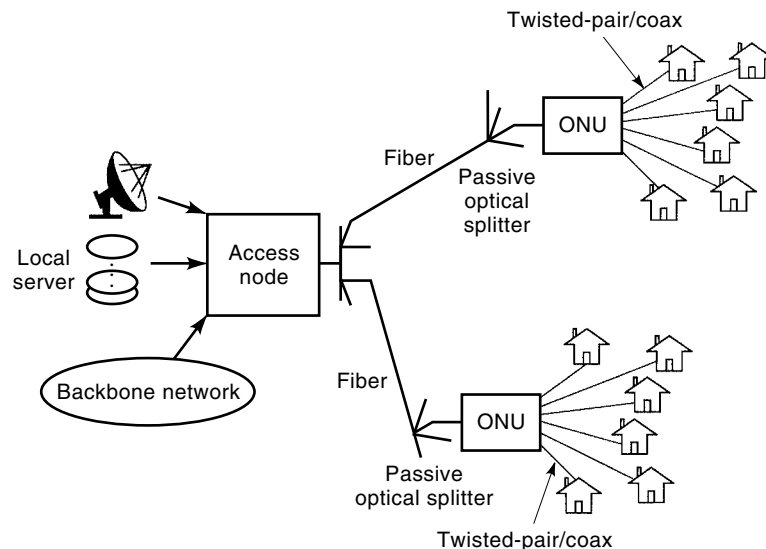 Twisted-pair/coax
ONU
Fiber
Passive
optical
splitter
Local
server
Access
node
Backbone network
Fiber
ONU
Passive
optical splitter
Twisted-pair/coax